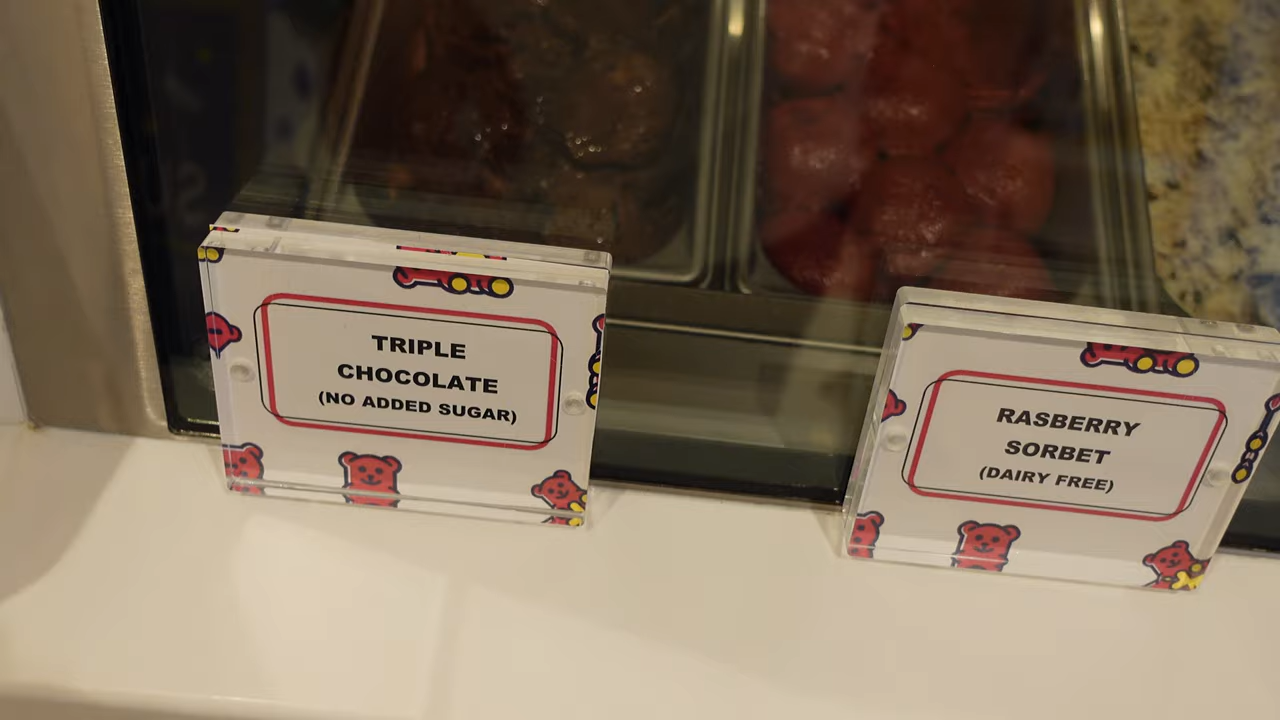 TRIPLE
CHOCOLATE
(NO ADDED SUGAR)
RASBERRY
SORBET
(DAIRY FREE)